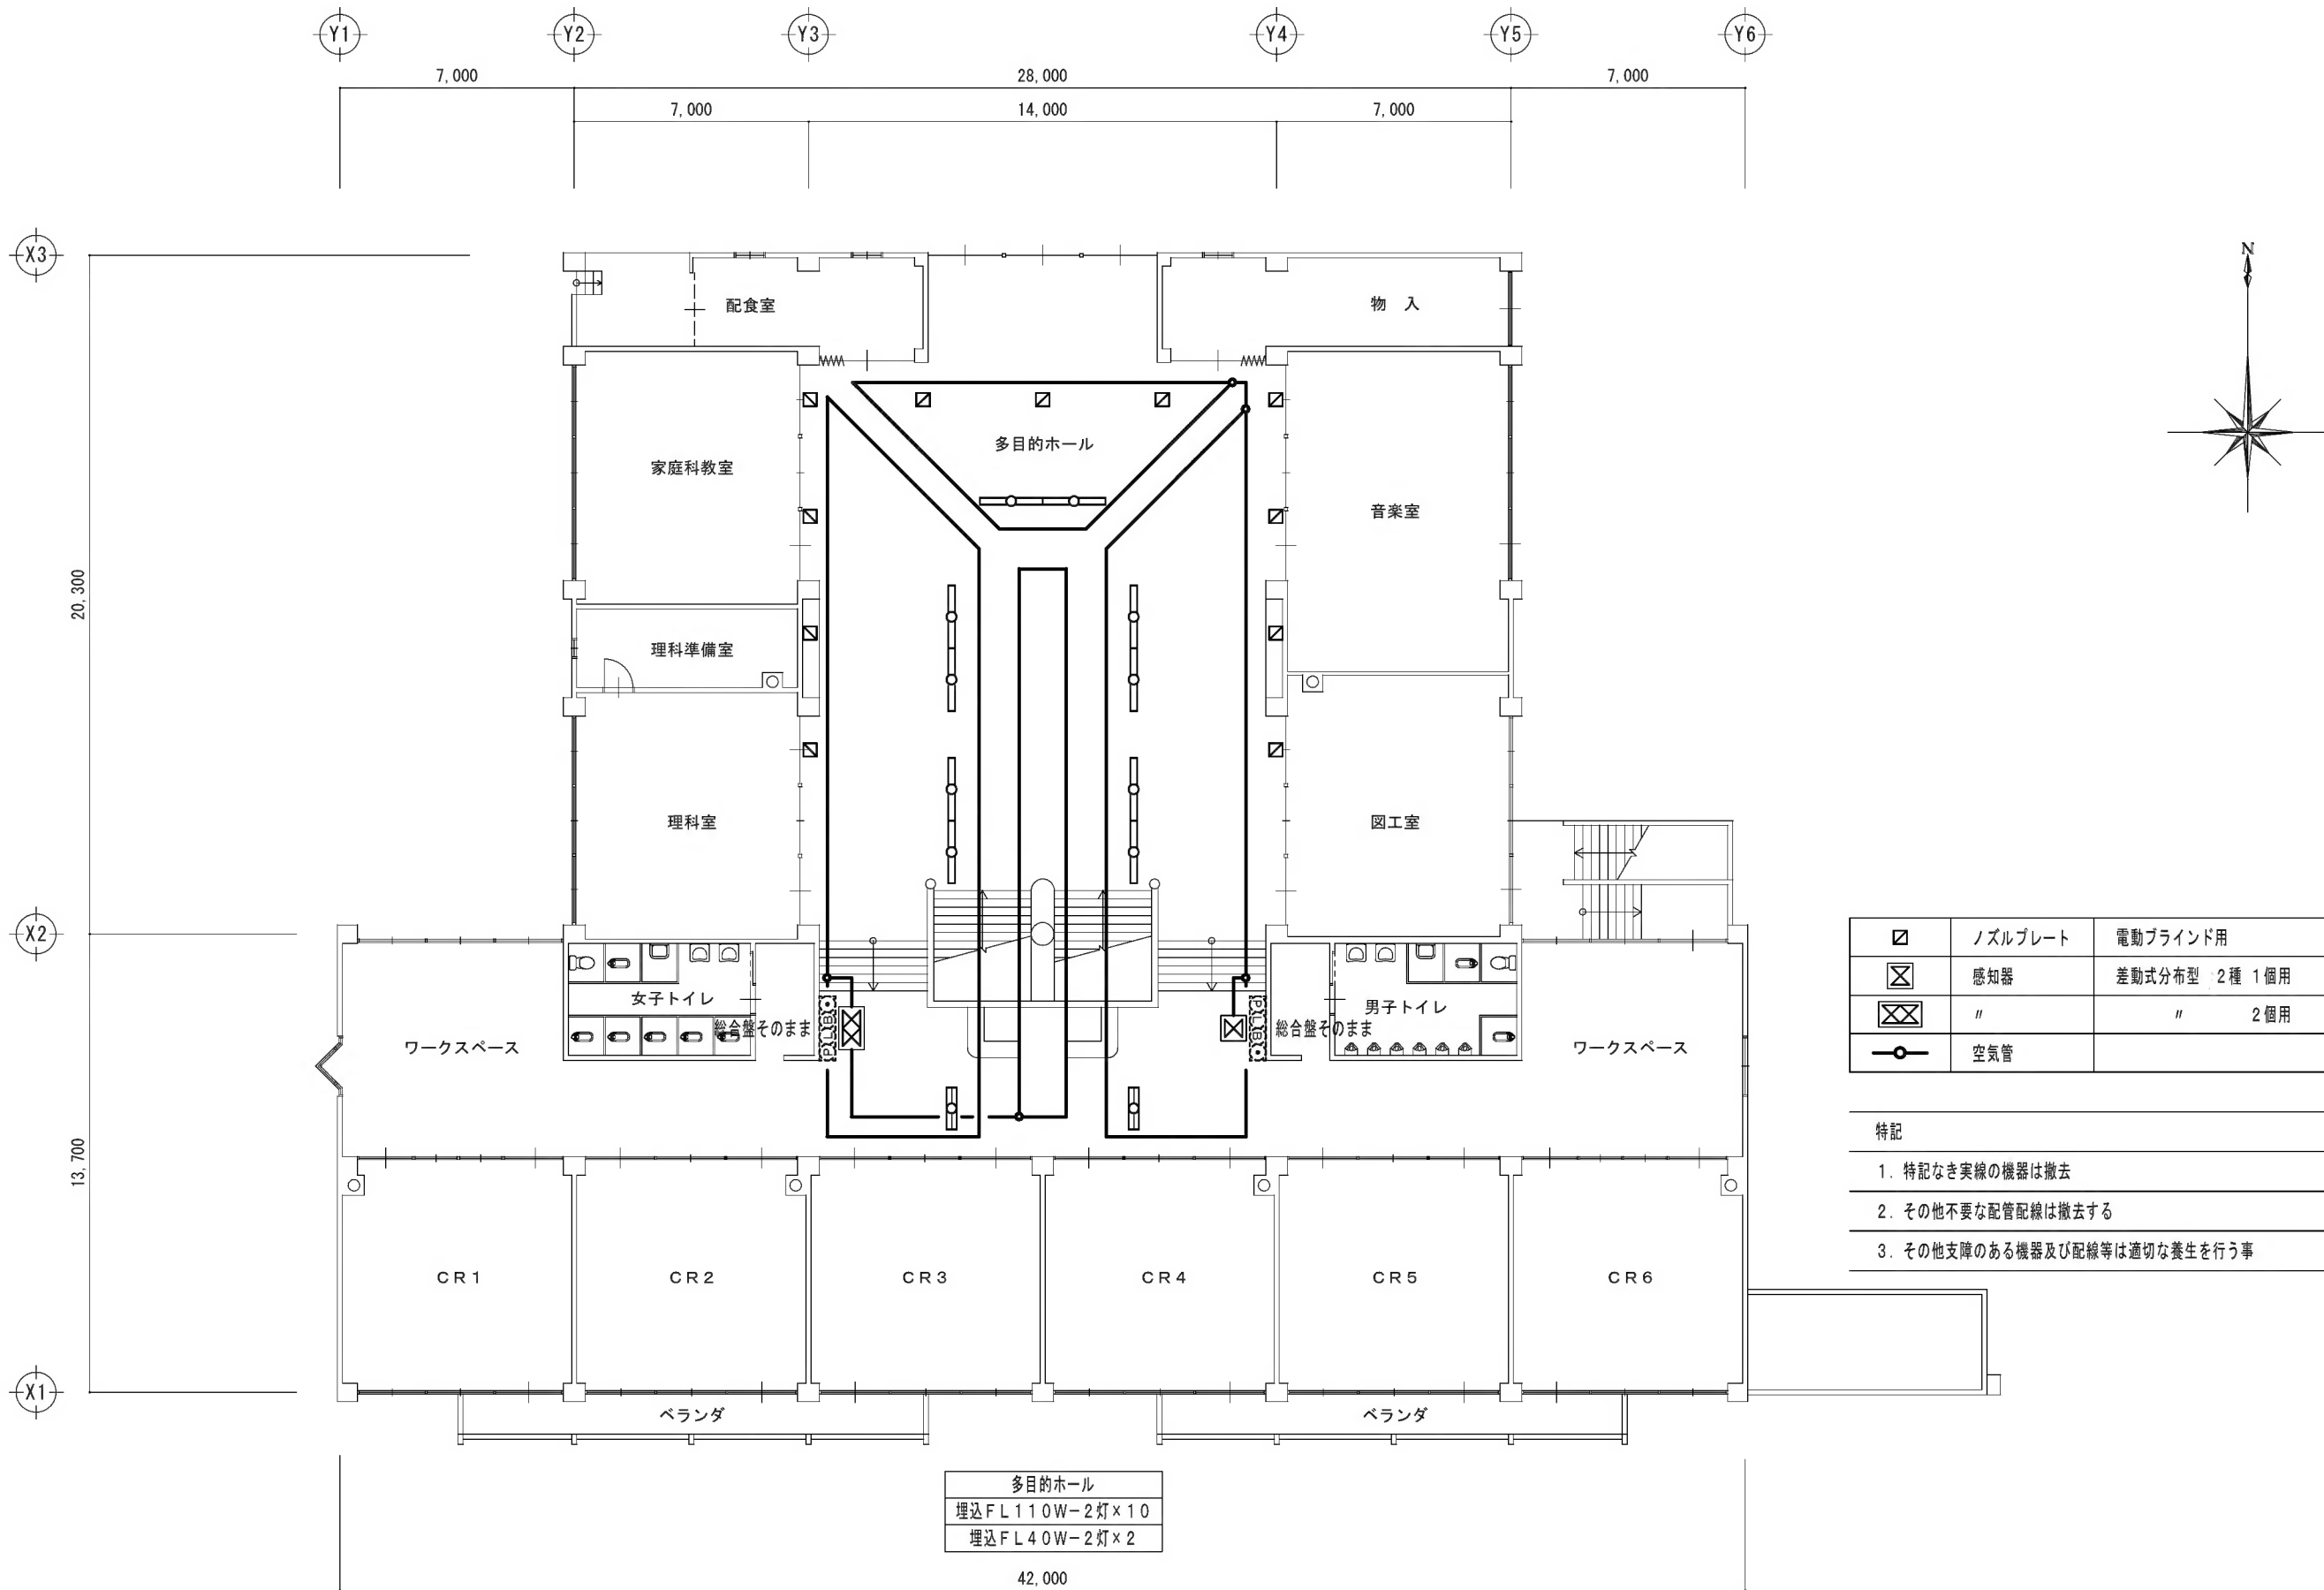 Y1 Y2 Y3 Y4 Y5 Y6
7,000 28,000 7,000
7,000 14,000 7,000
X3
N
配食室
物 入
多目的ホール
家庭科教室
音楽室
20,300
理科準備室
理科室
図工室
X2
女子トイレ
男子トイレ
総合盤そのまま
総合盤そのまま
PLB
PLB
ワークスペース
ワークスペース
13,700
CR1 CR2 CR3 CR4 CR5 CR6
X1
ベランダ
ベランダ
ノズルプレート 電動ブラインド用
感知器 差動式分布型 2種 1個用
〃 〃 2個用
空気管
特記
1. 特記なき実線の機器は撤去
2. その他不要な配管配線は撤去する
3. その他支障のある機器及び配線等は適切な養生を行う事
多目的ホール
埋込FL110W-2灯×10
埋込FL40W-2灯×2
42,000